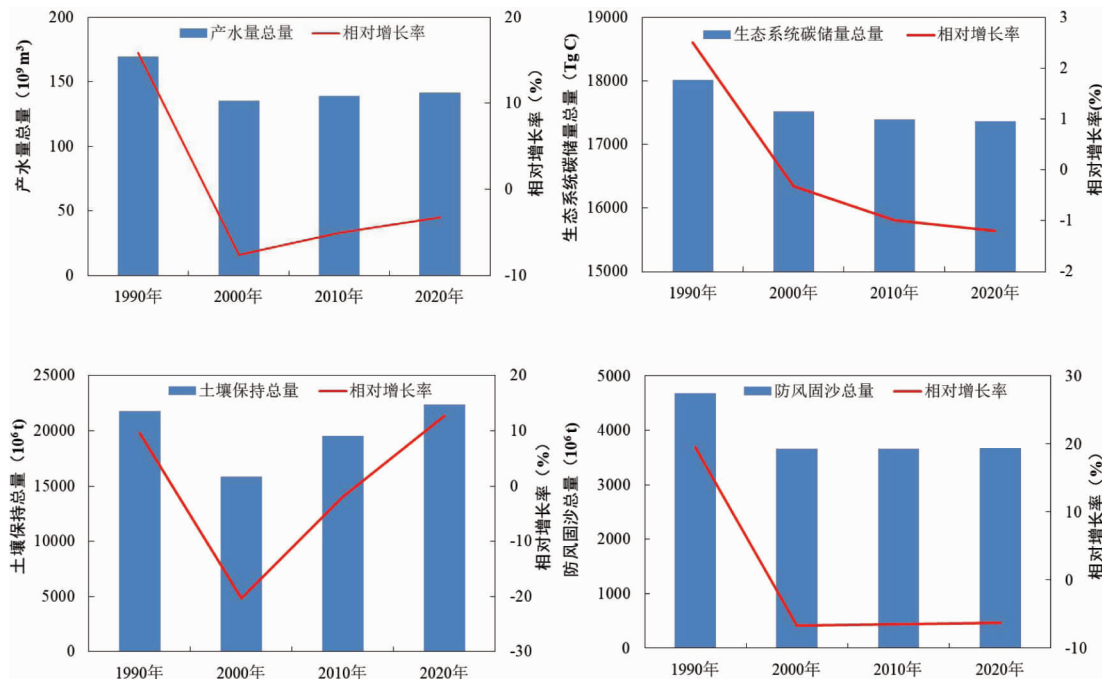 产水量总量（10⁹m³）
200
150
100
50
0
产水量总量 相对增长率
20
10
0
-10
相对增长率（%）
1990年 2000年 2010年 2020年
生态系统碳储量总量（Tg C）
19000
18000
17000
16000
15000
生态系统碳储量总量 相对增长率
3
2
1
0
-1
-2
相对增长率(%)
1990年 2000年 2010年 2020年
土壤保持总量（10⁶t）
25000
20000
15000
10000
5000
0
土壤保持总量 相对增长率
20
10
0
-10
-20
-30
相对增长率（%）
1990年 2000年 2010年 2020年
防风固沙总量（10⁶t）
5000
4000
3000
2000
1000
0
防风固沙总量 相对增长率
30
20
10
0
-10
相对增长率（%）
1990年 2000年 2010年 2020年